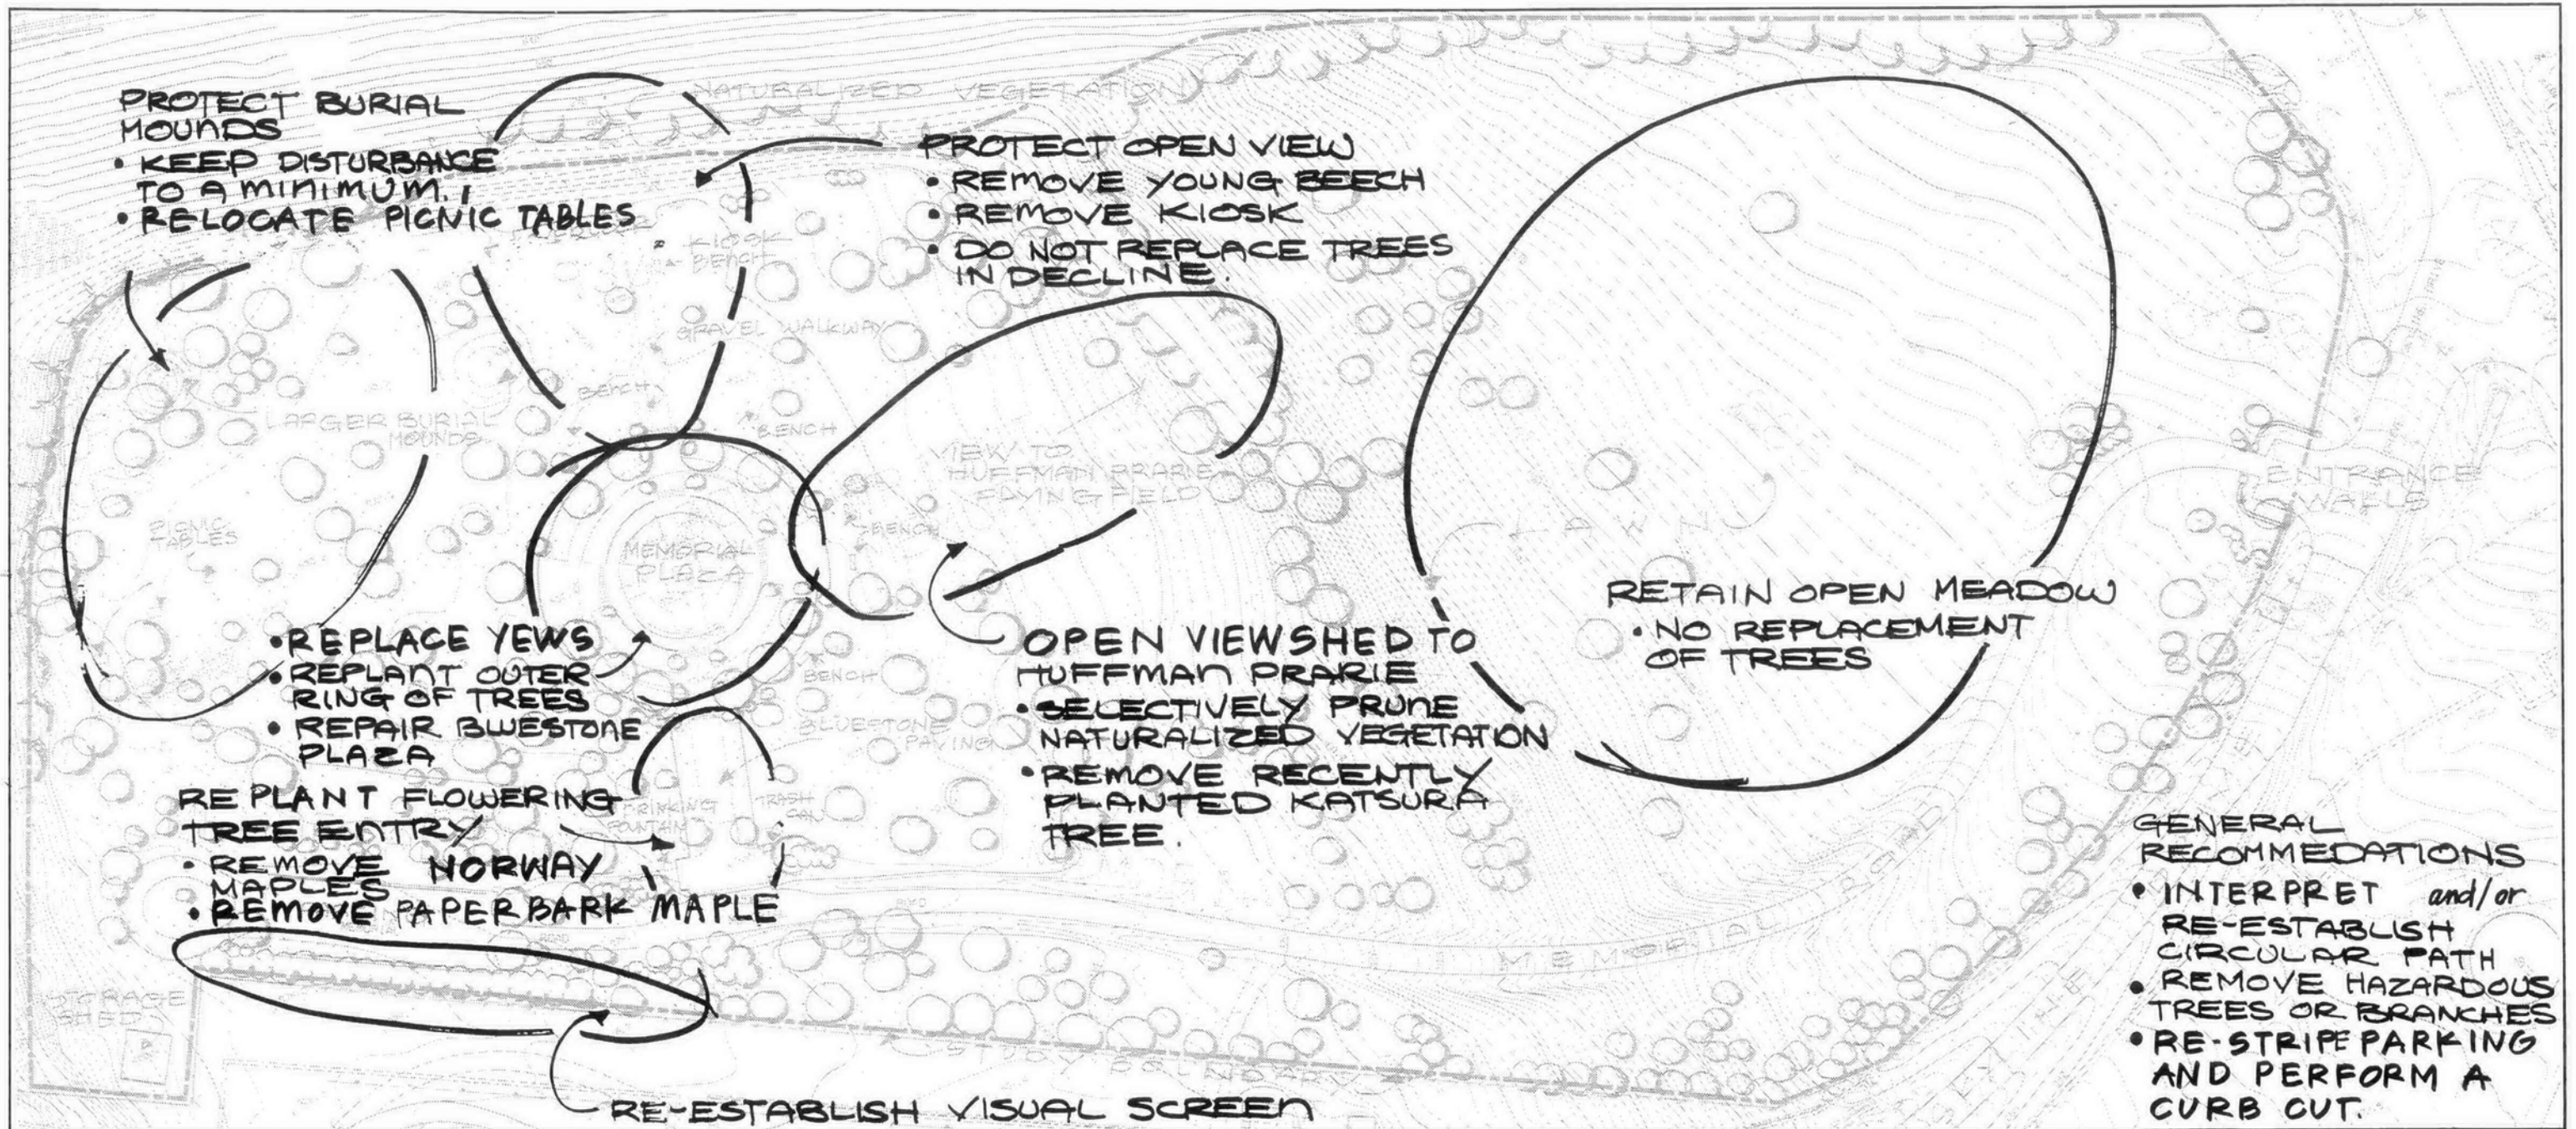 PROTECT BURIAL
MOUNDS
• KEEP DISTURBANCE
TO A MINIMUM.
• RELOCATE PICNIC TABLES
NATURALIZED VEGETATION
PROTECT OPEN VIEW
• REMOVE YOUNG BEECH
• REMOVE KIOSK
• DO NOT REPLACE TREES
IN DECLINE.
KIOSK
BENCH
GRAVEL WALKWAY
BENCH
BENCH
LARGER BURIAL
MOUNDS
VIEW TO
HUFFMAN PRARIE
FLYING FIELD
BENCH
PICNIC
TABLES
MEMORIAL
PLAZA
LAWN
ENTRANCE
WALLS
• REPLACE YEWS
• REPLANT OUTER
RING OF TREES
• REPAIR BLUESTONE
PLAZA
BENCH
BLUESTONE
PAVING
OPEN VIEWSHED TO
HUFFMAN PRARIE
• SELECTIVELY PRUNE
NATURALIZED VEGETATION
• REMOVE RECENTLY
PLANTED KATSURA
TREE.
RETAIN OPEN MEADOW
• NO REPLACEMENT
OF TREES
REPLANT FLOWERING
TREE ENTRY
• REMOVE NORWAY
MAPLES
• REMOVE PAPERBARK MAPLE
DRINKING
FOUNTAIN
TRASH
CAN
MEMORIAL
ROAD
STORAGE
SHED
STUDY BOUNDARY
RE-ESTABLISH VISUAL SCREEN
GENERAL
RECOMMEDATIONS
• INTERPRET and/or
RE-ESTABLISH
CIRCULAR PATH
• REMOVE HAZARDOUS
TREES OR BRANCHES
• RE-STRIPE PARKING
AND PERFORM A
CURB CUT.